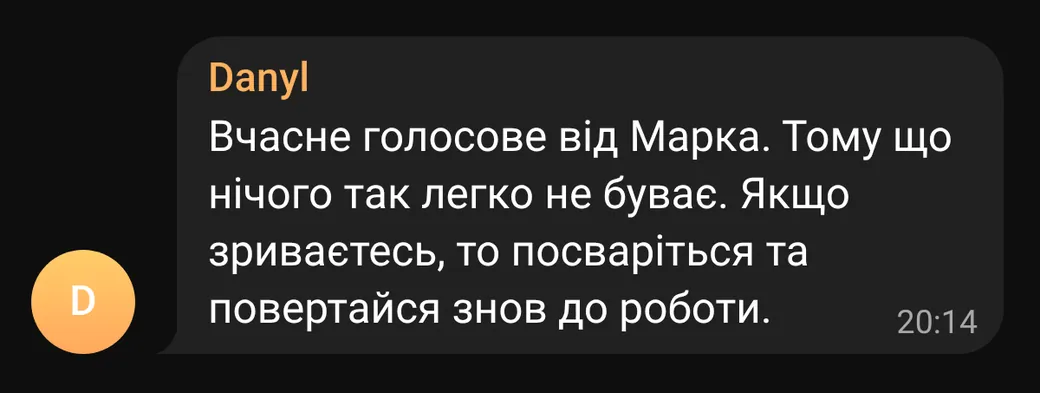 Danyl
Вчасне голосове від Марка. Тому що
нічого так легко не буває. Якщо
зриваєтесь, то посваріться та
повертайся знов до роботи.
20:14
D